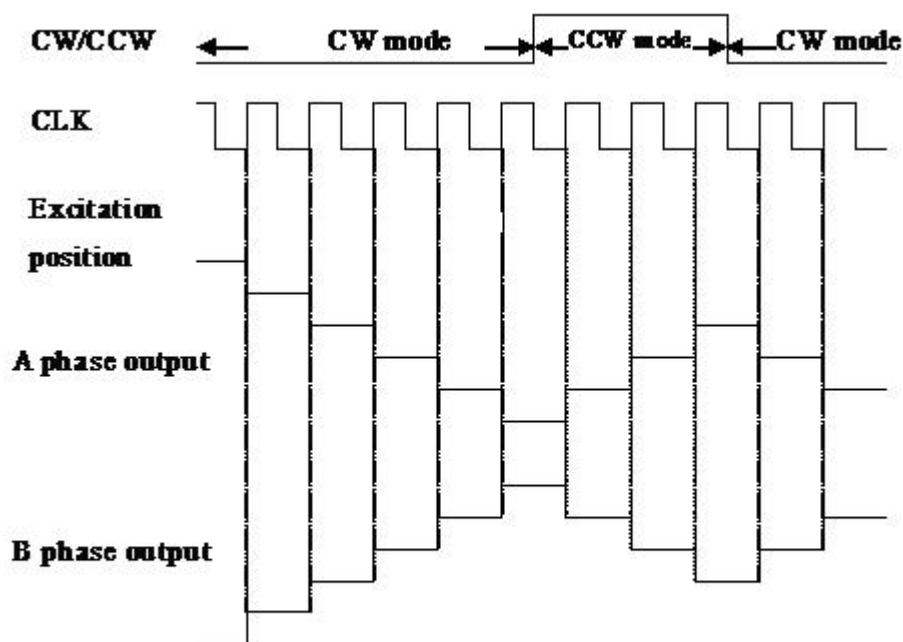 CW/CCW CW mode CCW mode CW mode
CLK
Excitation
position
A phase output
B phase output